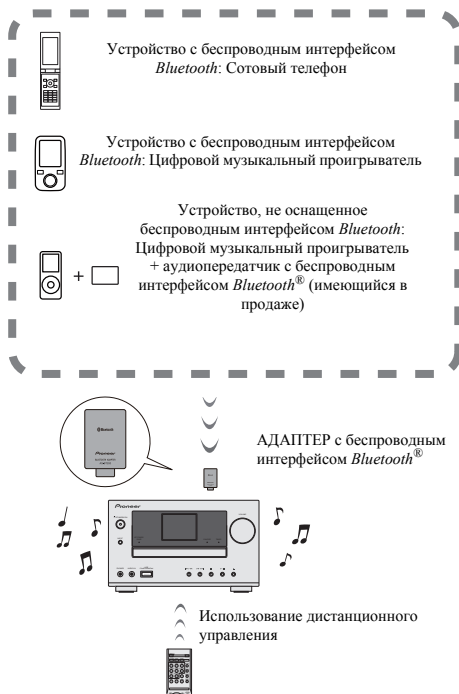 Устройство с беспроводным интерфейсом
Bluetooth: Сотовый телефон
Устройство с беспроводным интерфейсом
Bluetooth: Цифровой музыкальный проигрыватель
Устройство, не оснащенное
беспроводным интерфейсом Bluetooth:
Цифровой музыкальный проигрыватель
+ аудиопередатчик с беспроводным
интерфейсом Bluetooth® (имеющийся в
продаже)
+
Bluetooth
Pioneer
АДАПТЕР с беспроводным
интерфейсом Bluetooth®
Pioneer
Использование дистанционного
управления